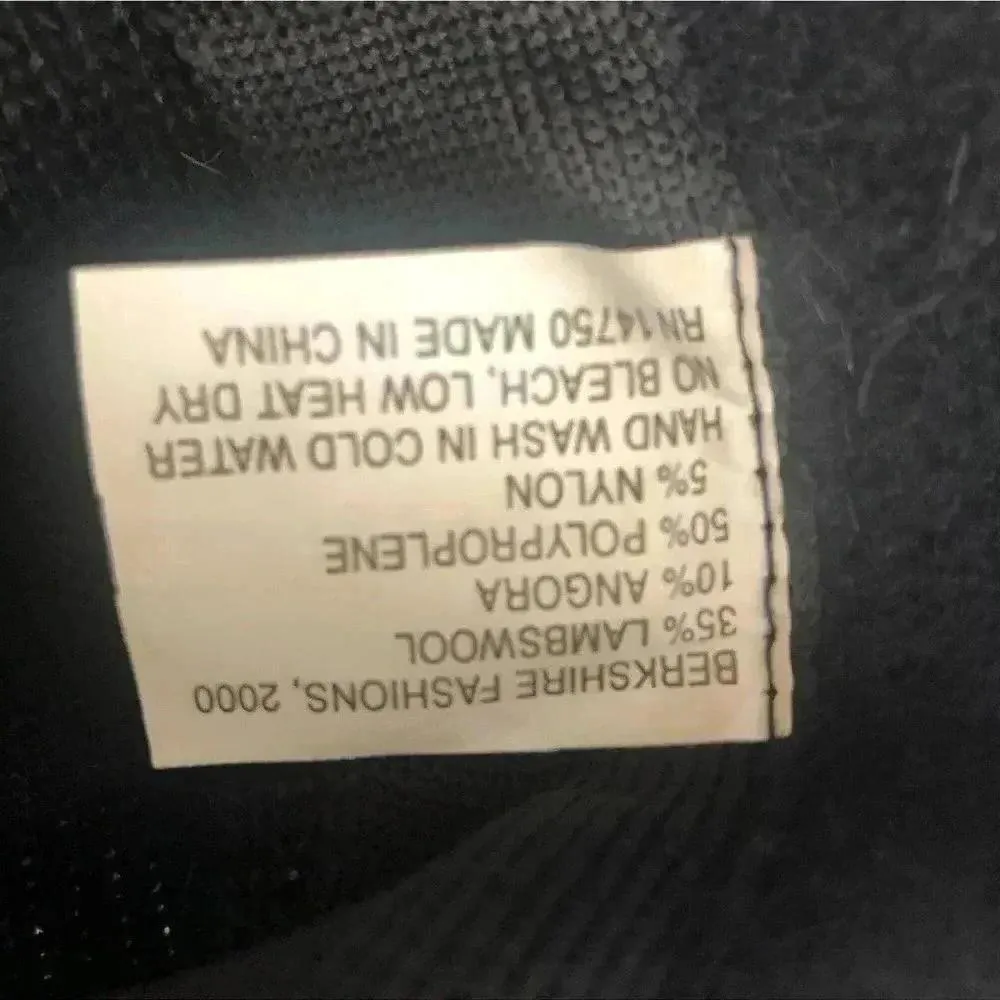 BERKSHIRE FASHIONS, 2000
35% LAMBSWOOL
10% ANGORA
50% POLYPROPLENE
5% NYLON
HAND WASH IN COLD WATER
NO BLEACH, LOW HEAT DRY
RN 14750 MADE IN CHINA